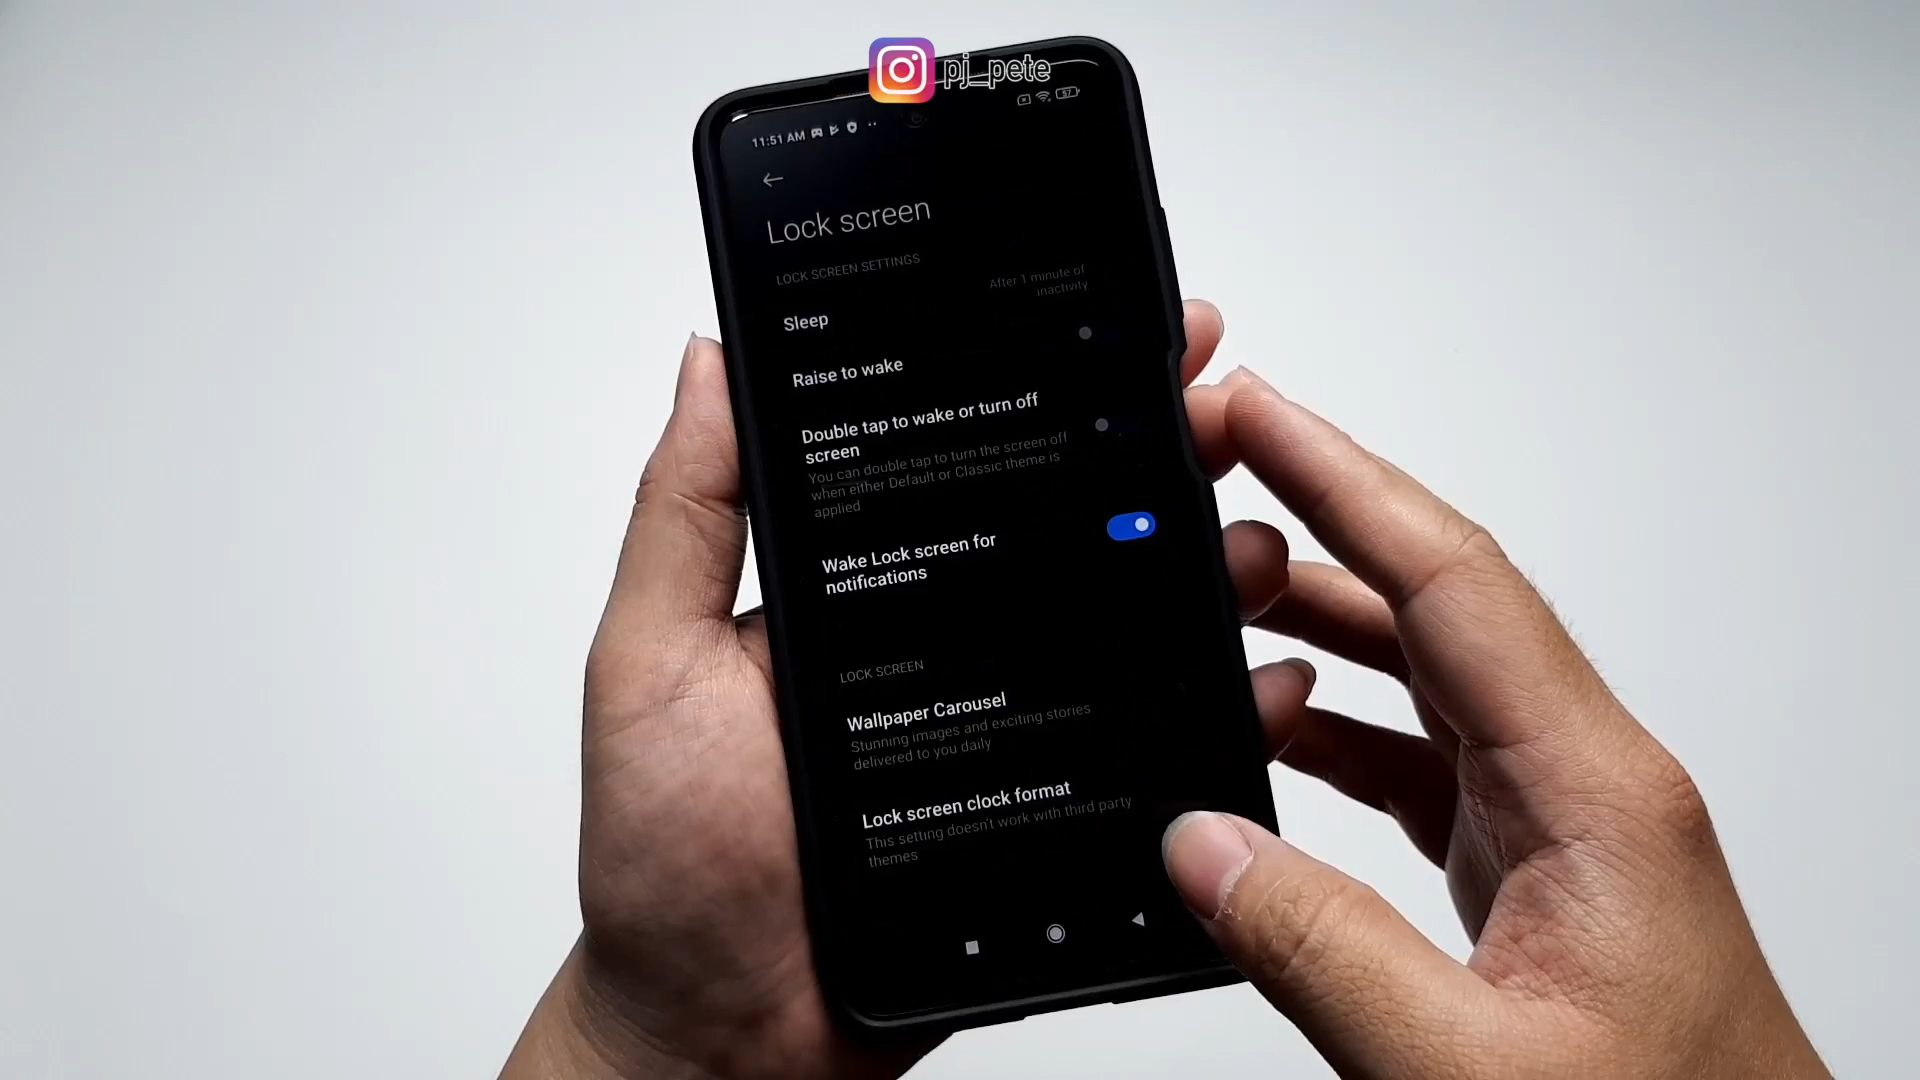 pj_pete
57
11:51 AM
Lock screen
LOCK SCREEN SETTINGS
After 1 minute of
inactivity
Sleep
Raise to wake
Double tap to wake or turn off
screen
You can double tap to turn the screen off
when either Default or Classic theme is
applied
Wake Lock screen for
notifications
LOCK SCREEN
Wallpaper Carousel
Stunning images and exciting stories
delivered to you daily
Lock screen clock format
This setting doesn't work with third party
themes